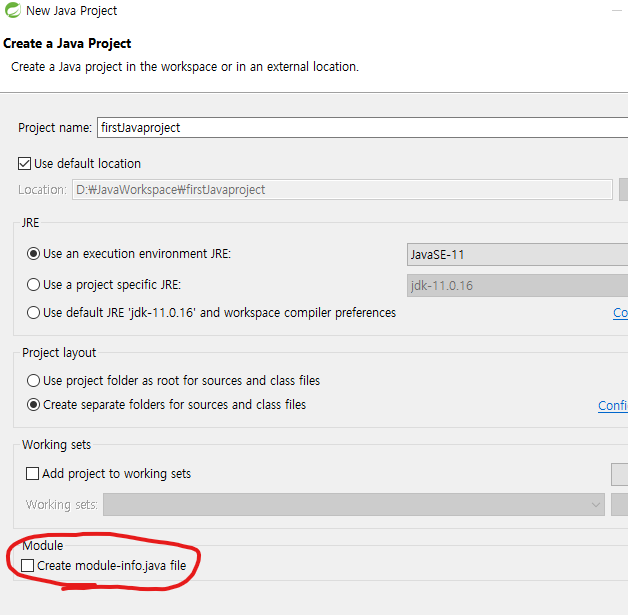 New Java Project
Create a Java Project
Create a Java project in the workspace or in an external location.
Project name: firstJavaproject
Use default location
Location: D:₩JavaWorkspace₩firstJavaproject
JRE
Use an execution environment JRE: JavaSE-11
Use a project specific JRE: jdk-11.0.16
Use default JRE 'jdk-11.0.16' and workspace compiler preferences Co
Project layout
Use project folder as root for sources and class files
Create separate folders for sources and class files Confi
Working sets
Add project to working sets
Working sets:
Module
Create module-info.java file